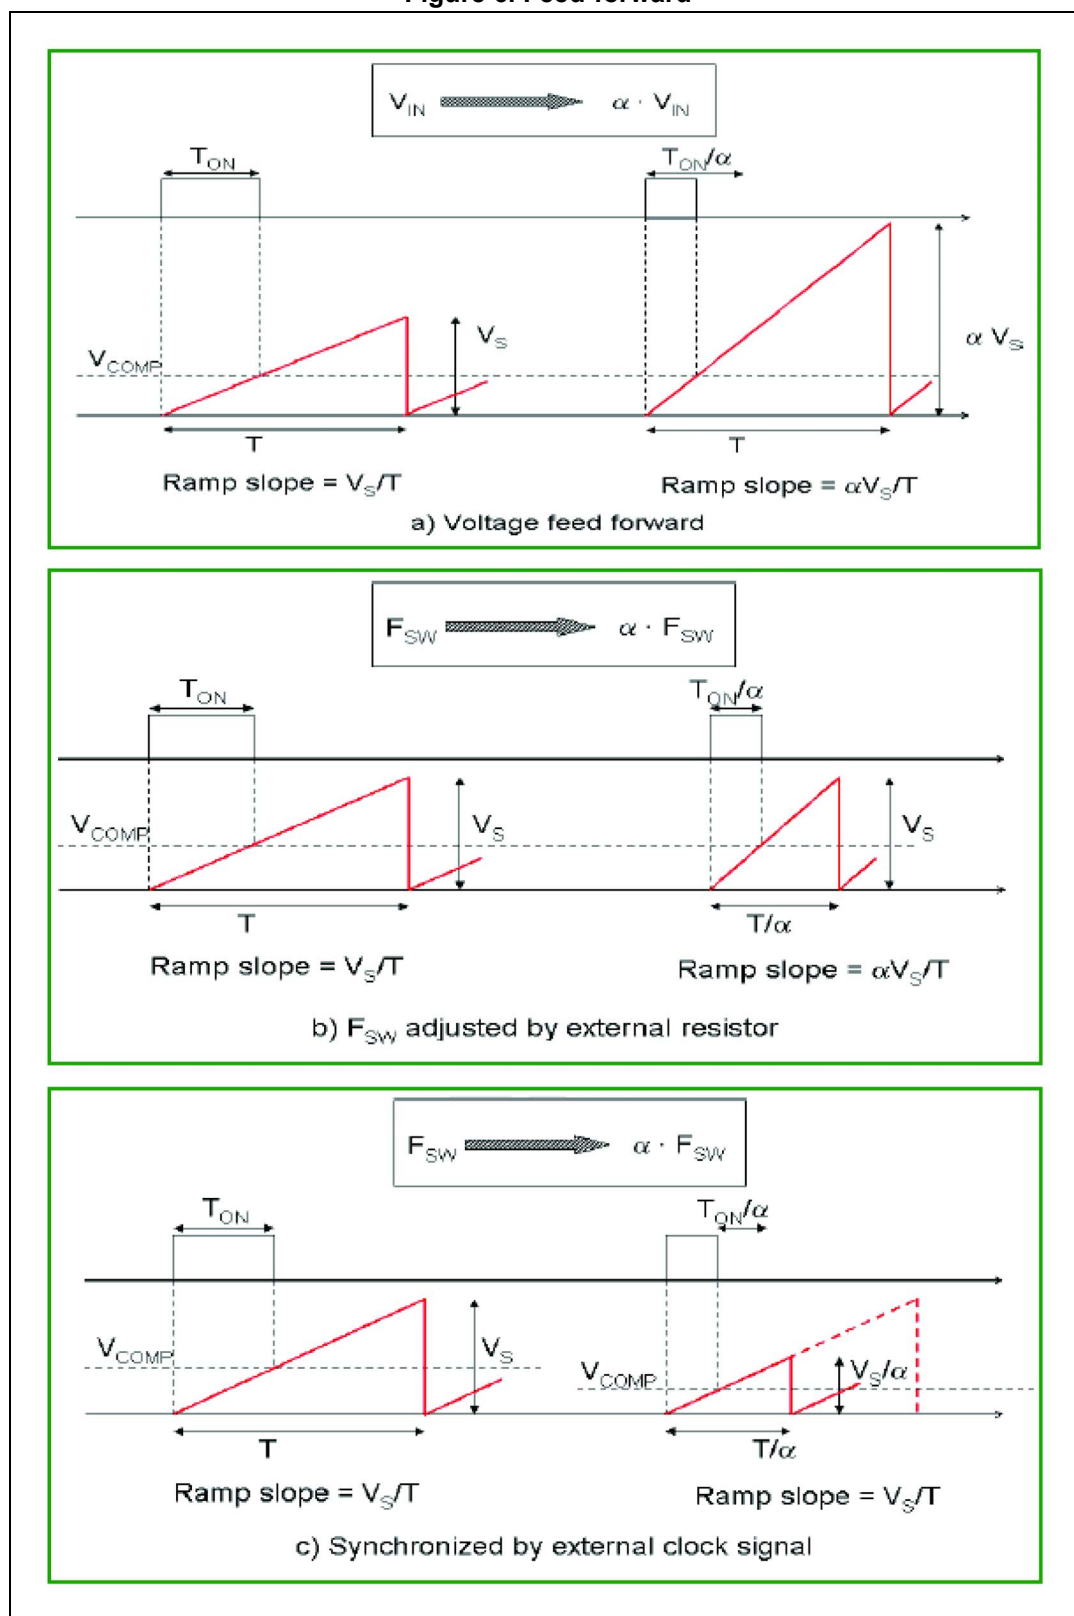 Figure 6. Feed-forward
V_IN α · V_IN
T_ON T_ON/α
V_S
α V_S
V_COMP
T T
Ramp slope = V_S/T Ramp slope = αV_S/T
a) Voltage feed forward
F_SW α · F_SW
T_ON T_ON/α
V_COMP V_S V_S
T T/α
Ramp slope = V_S/T Ramp slope = αV_S/T
b) F_SW adjusted by external resistor
F_SW α · F_SW
T_ON T_ON/α
V_COMP V_S
V_COMP V_S/α
T T/α
Ramp slope = V_S/T Ramp slope = V_S/T
c) Synchronized by external clock signal